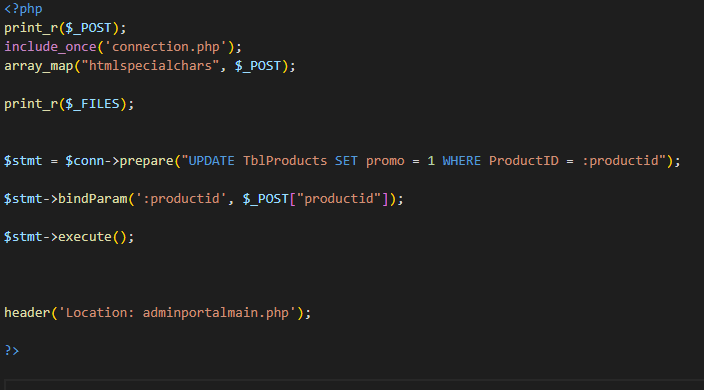 <?php
print_r($_POST);
include_once('connection.php');
array_map("htmlspecialchars", $_POST);
print_r($_FILES);
$stmt = $conn->prepare("UPDATE TblProducts SET promo = 1 WHERE ProductID = :productid");
$stmt->bindParam(':productid', $_POST["productid"]);
$stmt->execute();
header('Location: adminportalmain.php');
?>